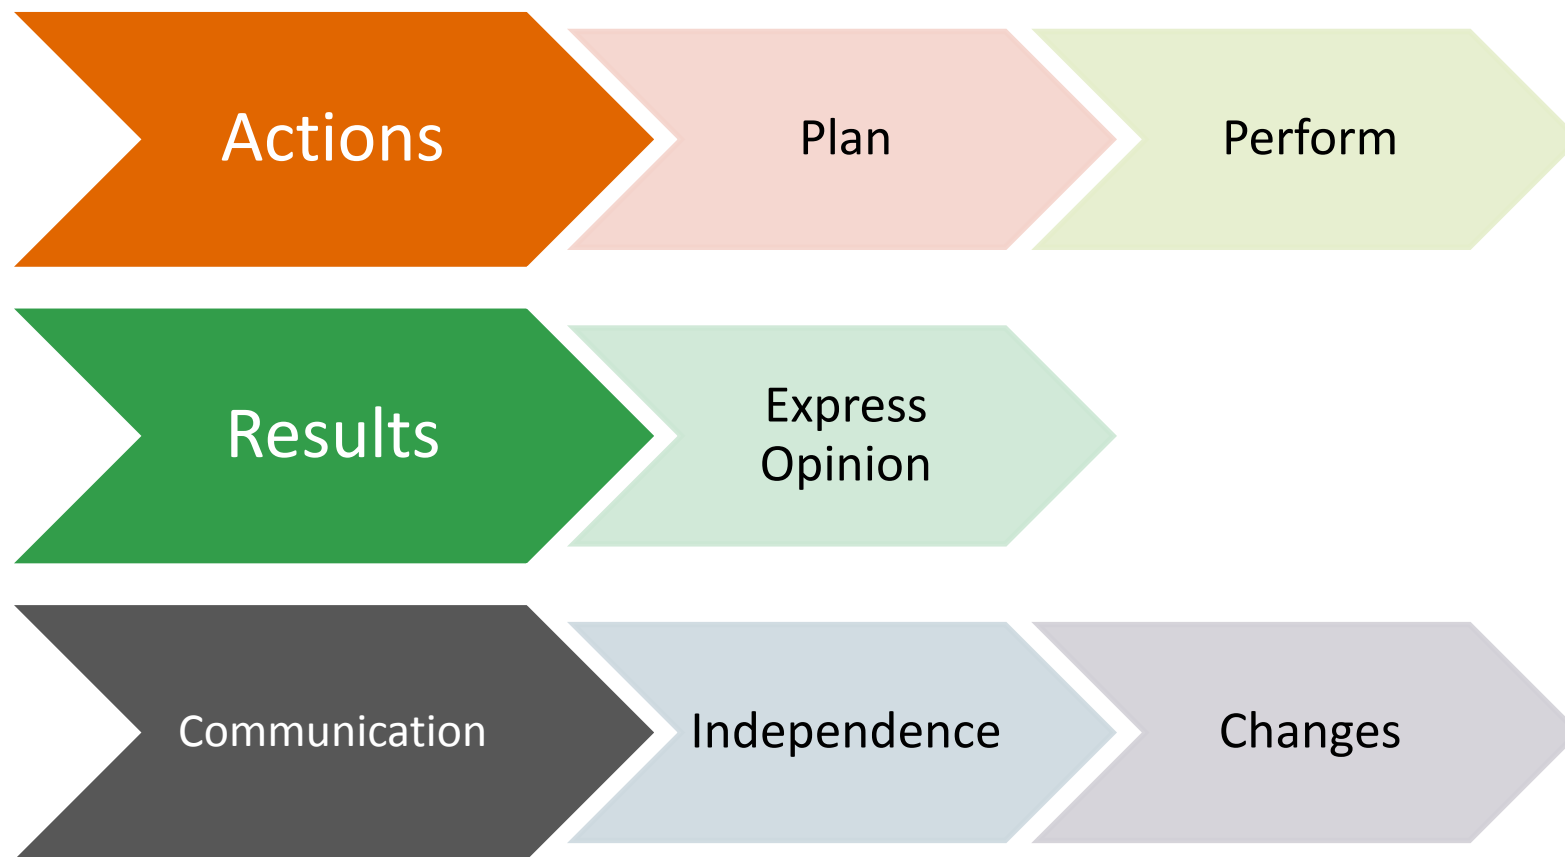 Actions
Plan
Perform
Results
Express
Opinion
Communication
Independence
Changes